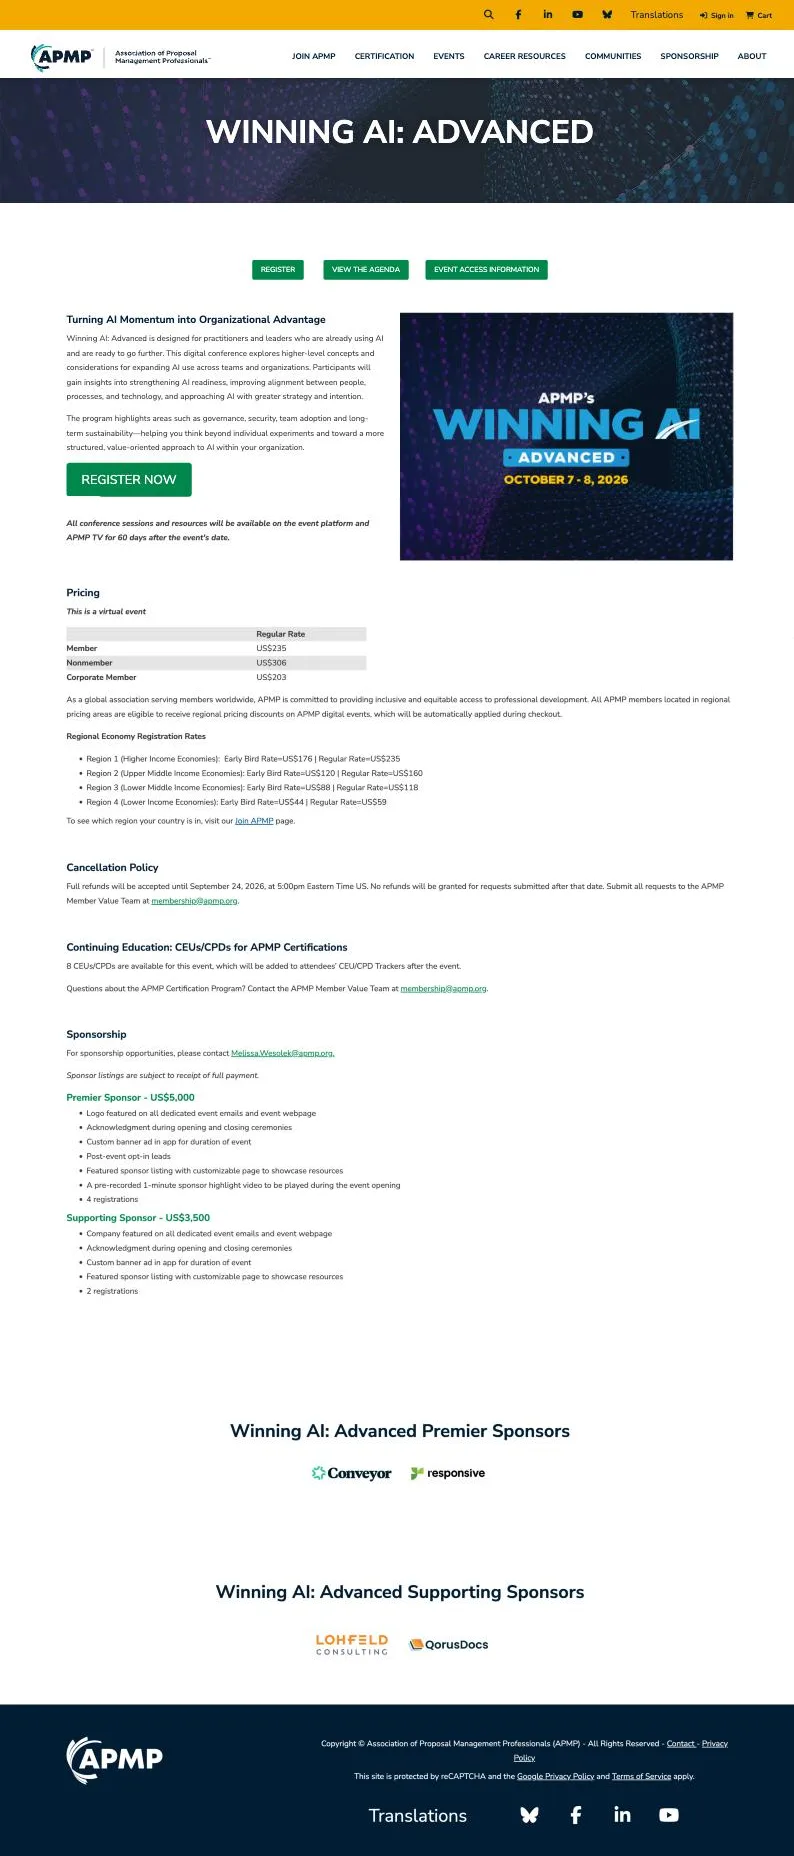 Translations Sign in Cart
APMP™ Association of Proposal
Management Professionals™
JOIN APMP CERTIFICATION EVENTS CAREER RESOURCES COMMUNITIES SPONSORSHIP ABOUT
WINNING AI: ADVANCED
REGISTER VIEW THE AGENDA EVENT ACCESS INFORMATION
Turning AI Momentum into Organizational Advantage
Winning AI: Advanced is designed for practitioners and leaders who are already using AI
and are ready to go further. This digital conference explores higher-level concepts and
considerations for expanding AI use across teams and organizations. Participants will
gain insights into strengthening AI readiness, improving alignment between people,
processes, and technology, and approaching AI with greater strategy and intention.
The program highlights areas such as governance, security, team adoption and long-
term sustainability—helping you think beyond individual experiments and toward a more
structured, value-oriented approach to AI within your organization.
REGISTER NOW
All conference sessions and resources will be available on the event platform and
APMP TV for 60 days after the event's date.
APMP's
WINNING AI
ADVANCED
OCTOBER 7 - 8, 2026
Pricing
This is a virtual event
Regular Rate
Member US$235
Nonmember US$306
Corporate Member US$203
As a global association serving members worldwide, APMP is committed to providing inclusive and equitable access to professional development. All APMP members located in regional
pricing areas are eligible to receive regional pricing discounts on APMP digital events, which will be automatically applied during checkout.
Regional Economy Registration Rates
• Region 1 (Higher Income Economies): Early Bird Rate=US$176 | Regular Rate=US$235
• Region 2 (Upper Middle Income Economies): Early Bird Rate=US$120 | Regular Rate=US$160
• Region 3 (Lower Middle Income Economies): Early Bird Rate=US$88 | Regular Rate=US$118
• Region 4 (Lower Income Economies): Early Bird Rate=US$44 | Regular Rate=US$59
To see which region your country is in, visit our Join APMP page.
Cancellation Policy
Full refunds will be accepted until September 24, 2026, at 5:00pm Eastern Time US. No refunds will be granted for requests submitted after that date. Submit all requests to the APMP
Member Value Team at membership@apmp.org.
Continuing Education: CEUs/CPDs for APMP Certifications
8 CEUs/CPDs are available for this event, which will be added to attendees' CEU/CPD Trackers after the event.
Questions about the APMP Certification Program? Contact the APMP Member Value Team at membership@apmp.org.
Sponsorship
For sponsorship opportunities, please contact Melissa.Wesolek@apmp.org.
Sponsor listings are subject to receipt of full payment.
Premier Sponsor - US$5,000
• Logo featured on all dedicated event emails and event webpage
• Acknowledgment during opening and closing ceremonies
• Custom banner ad in app for duration of event
• Post-event opt-in leads
• Featured sponsor listing with customizable page to showcase resources
• A pre-recorded 1-minute sponsor highlight video to be played during the event opening
• 4 registrations
Supporting Sponsor - US$3,500
• Company featured on all dedicated event emails and event webpage
• Acknowledgment during opening and closing ceremonies
• Custom banner ad in app for duration of event
• Featured sponsor listing with customizable page to showcase resources
• 2 registrations
Winning AI: Advanced Premier Sponsors
Conveyor responsive
Winning AI: Advanced Supporting Sponsors
LOHFELD
CONSULTING
QorusDocs
APMP
Copyright © Association of Proposal Management Professionals (APMP) - All Rights Reserved - Contact - Privacy
Policy
This site is protected by reCAPTCHA and the Google Privacy Policy and Terms of Service apply.
Translations